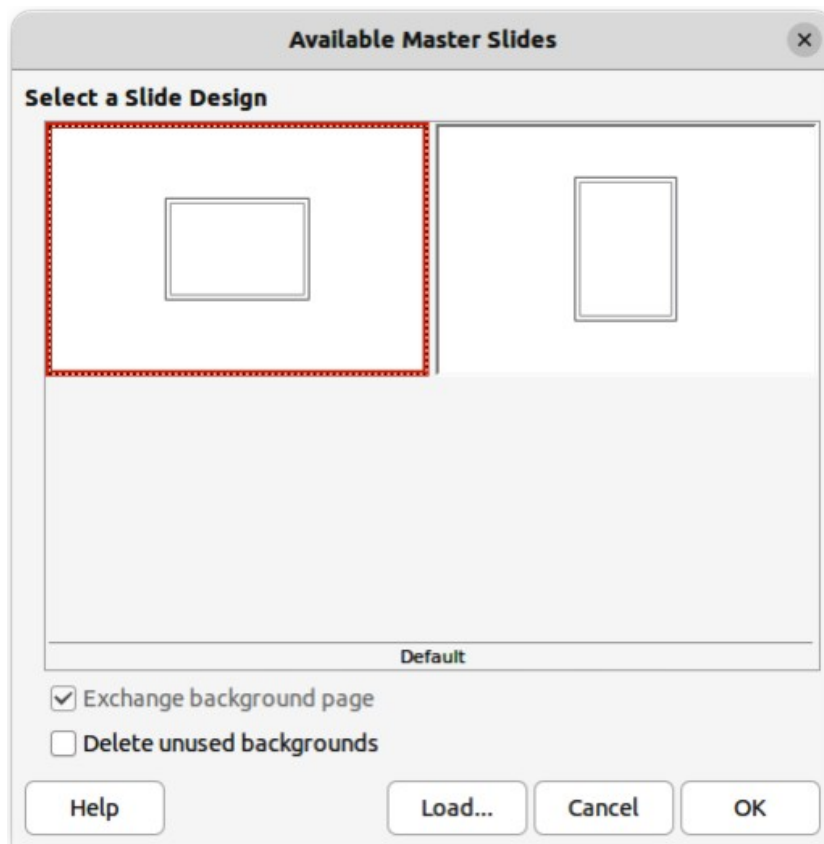 Available Master Slides
Select a Slide Design
Default
Exchange background page
Delete unused backgrounds
Help Load... Cancel OK